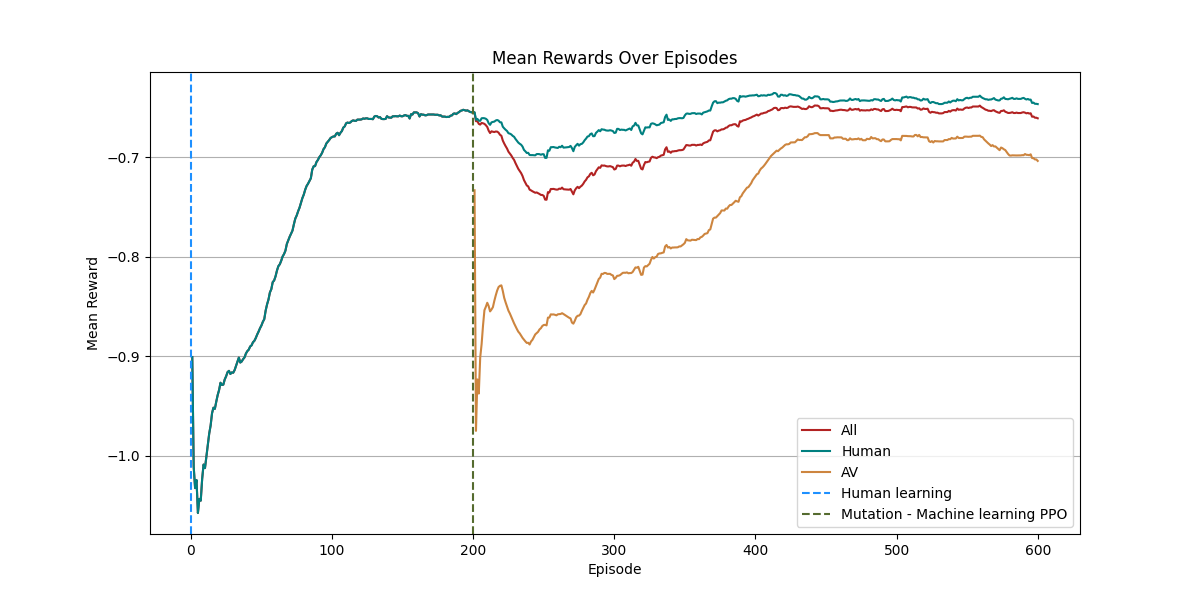 Mean Rewards Over Episodes
Mean Reward
−0.7
−0.8
−0.9
−1.0
0 100 200 300 400 500 600
Episode
All
Human
AV
Human learning
Mutation - Machine learning PPO